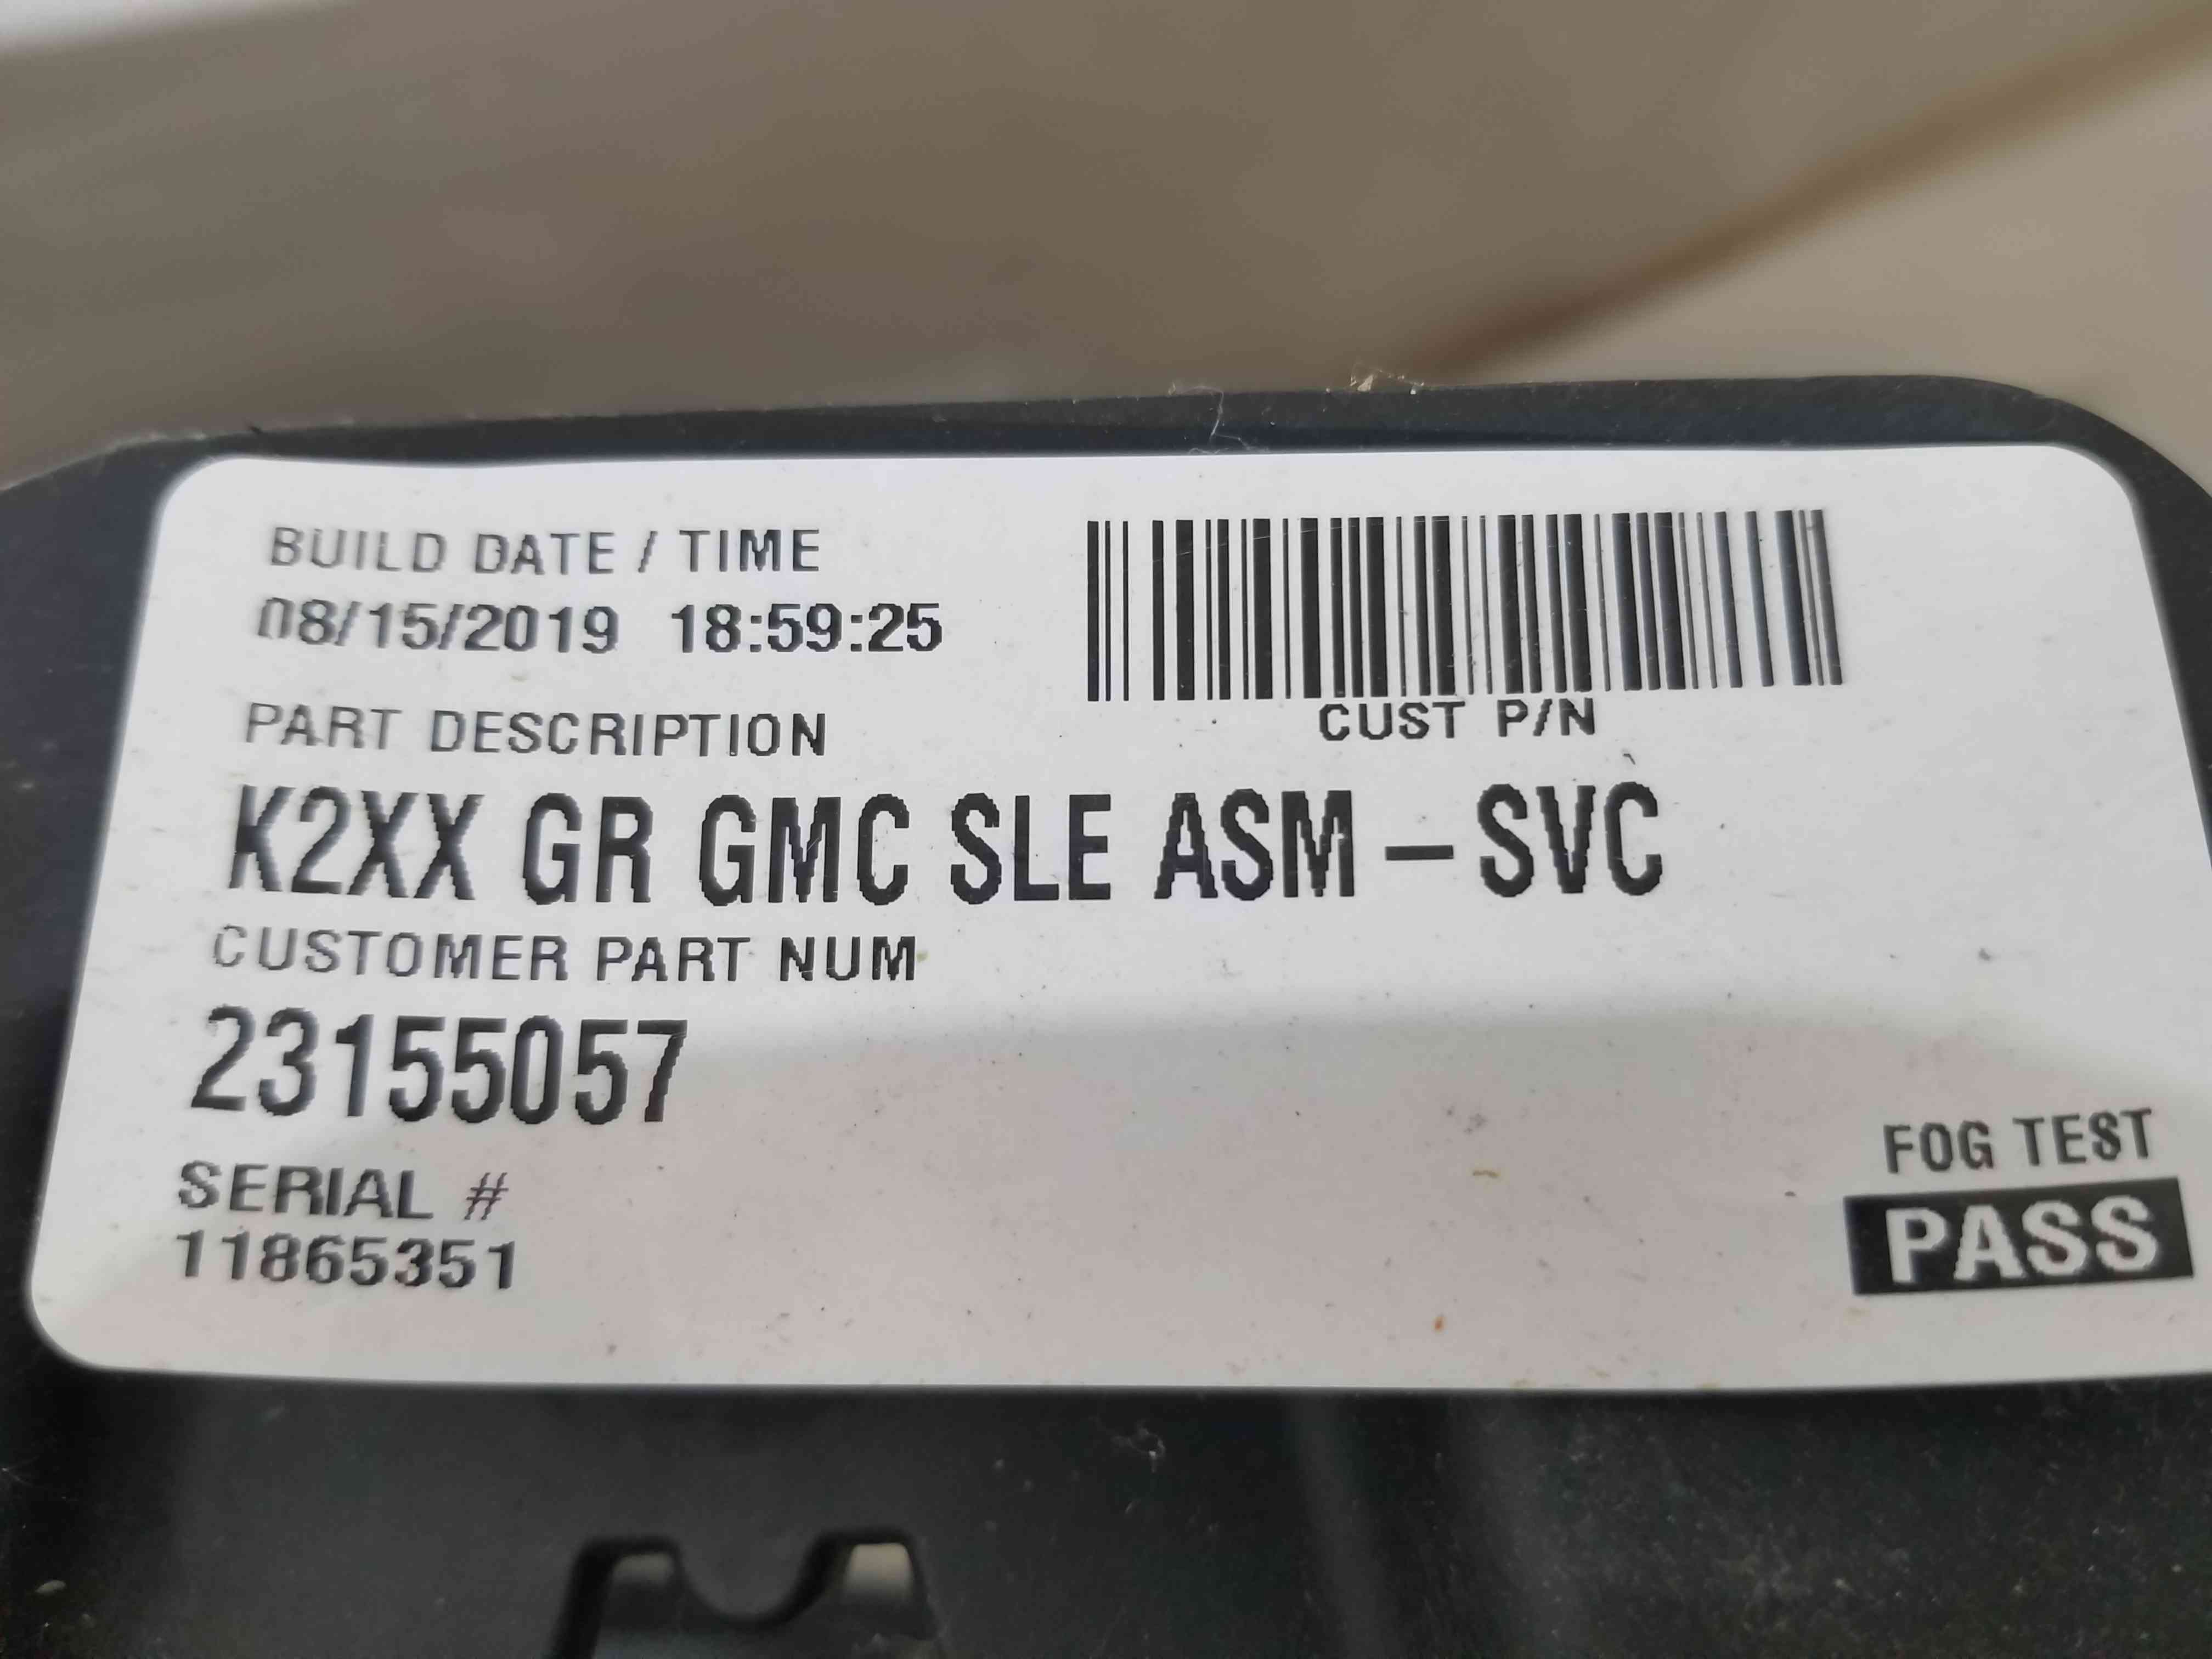 BUILD DATE / TIME
08/15/2019 18:59:25
CUST P/N
PART DESCRIPTION
K2XX GR GMC SLE ASM – SVC
CUSTOMER PART NUM
23155057
SERIAL #
11865351
FOG TEST
PASS